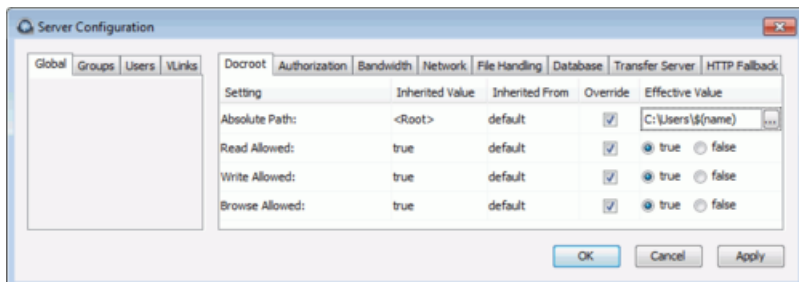 Server Configuration
Global Groups Users VLinks
Docroot Authorization Bandwidth Network File Handling Database Transfer Server HTTP Fallback
Setting Inherited Value Inherited From Override Effective Value
Absolute Path: <Root> default C:\Users\$(name) ...
Read Allowed: true default true false
Write Allowed: true default true false
Browse Allowed: true default true false
OK Cancel Apply